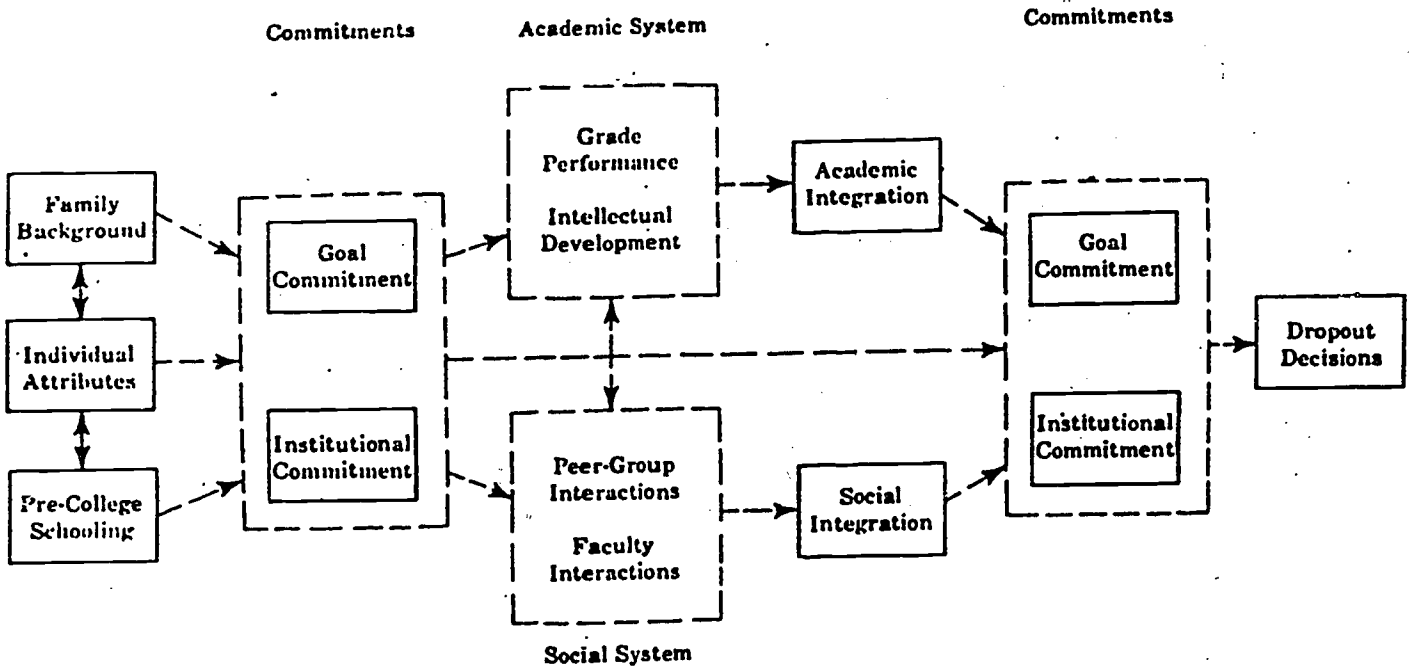 Commitments
Academic System
Commitments
Family
Background
Individual
Attributes
Pre-College
Schooling
Goal
Commitment
Institutional
Commitment
Grade
Performance
Intellectual
Development
Peer-Group
Interactions
Faculty
Interactions
Social System
Academic
Integration
Social
Integration
Goal
Commitment
Institutional
Commitment
Dropout
Decisions